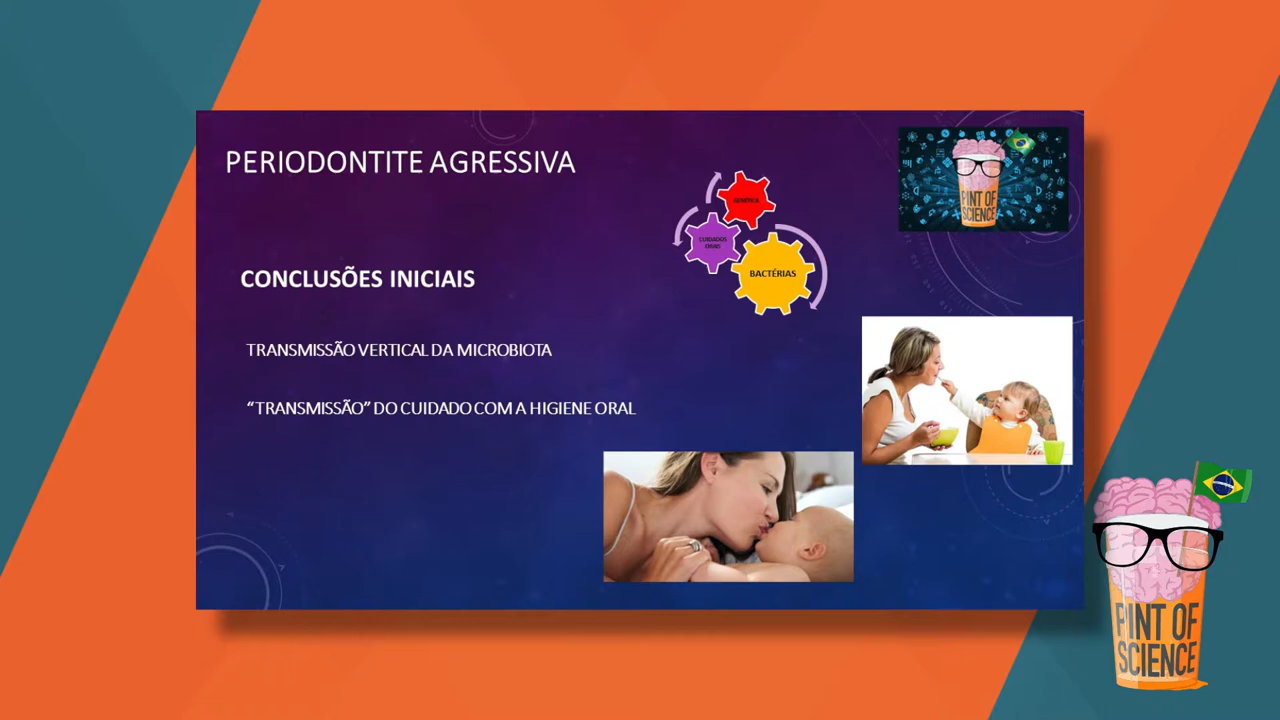 PERIODONTITE AGRESSIVA
GENÉTICA
CUIDADOS
BACTÉRIAS
CONCLUSÕES INICIAIS
TRANSMISSÃO VERTICAL DA MICROBIOTA
“TRANSMISSÃO” DO CUIDADO COM A HIGIENE ORAL
PINT OF
SCIENCE
PINT OF
SCIENCE